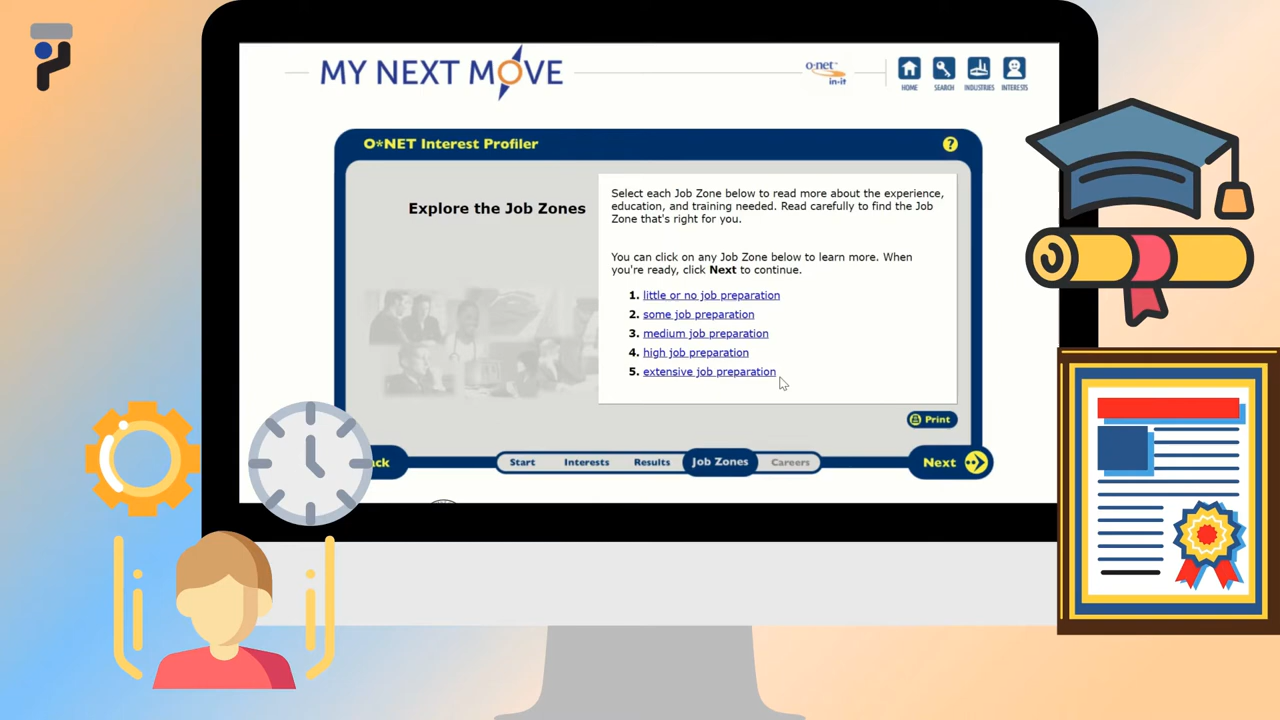 MY NEXT MOVE
o·net™
in-it
HOME
SEARCH
INDUSTRIES
INTERESTS
O*NET Interest Profiler
?
Explore the Job Zones
Select each Job Zone below to read more about the experience,
education, and training needed. Read carefully to find the Job
Zone that's right for you.
You can click on any Job Zone below to learn more. When
you're ready, click Next to continue.
1. little or no job preparation
2. some job preparation
3. medium job preparation
4. high job preparation
5. extensive job preparation
Print
ck
Start
Interests
Results
Job Zones
Careers
Next